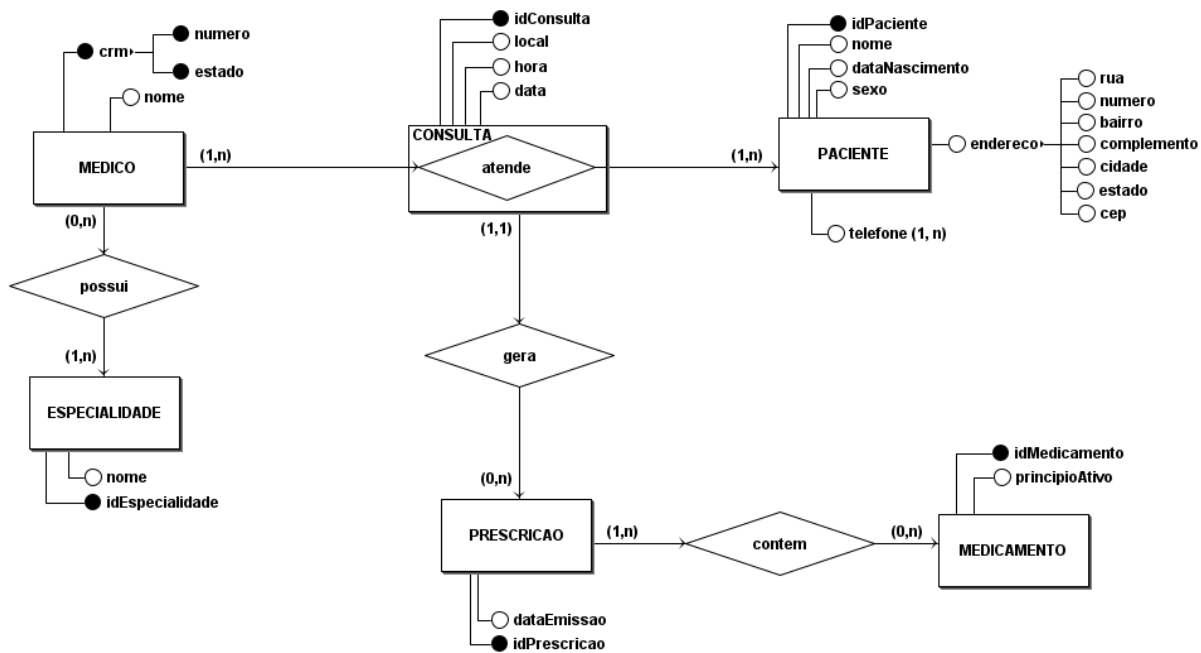 crm
numero
estado
nome
MEDICO
(1,n)
(0,n)
possui
(1,n)
ESPECIALIDADE
nome
idEspecialidade
idConsulta
local
hora
data
CONSULTA
atende
(1,n)
(1,1)
gera
(0,n)
PRESCRICAO
(1,n)
dataEmissao
idPrescricao
contem
(0,n)
idMedicamento
principioAtivo
MEDICAMENTO
idPaciente
nome
dataNascimento
sexo
PACIENTE
telefone (1, n)
endereco
rua
numero
bairro
complemento
cidade
estado
cep